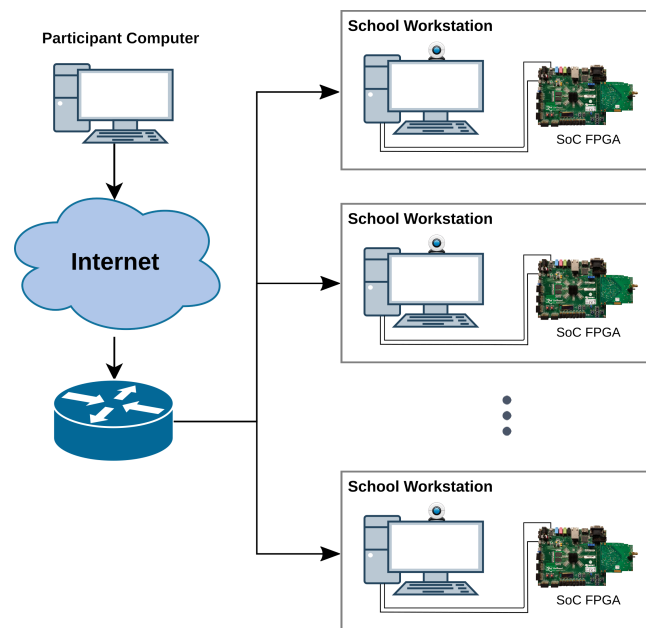 Participant Computer
Internet
School Workstation
SoC FPGA
School Workstation
SoC FPGA
School Workstation
SoC FPGA